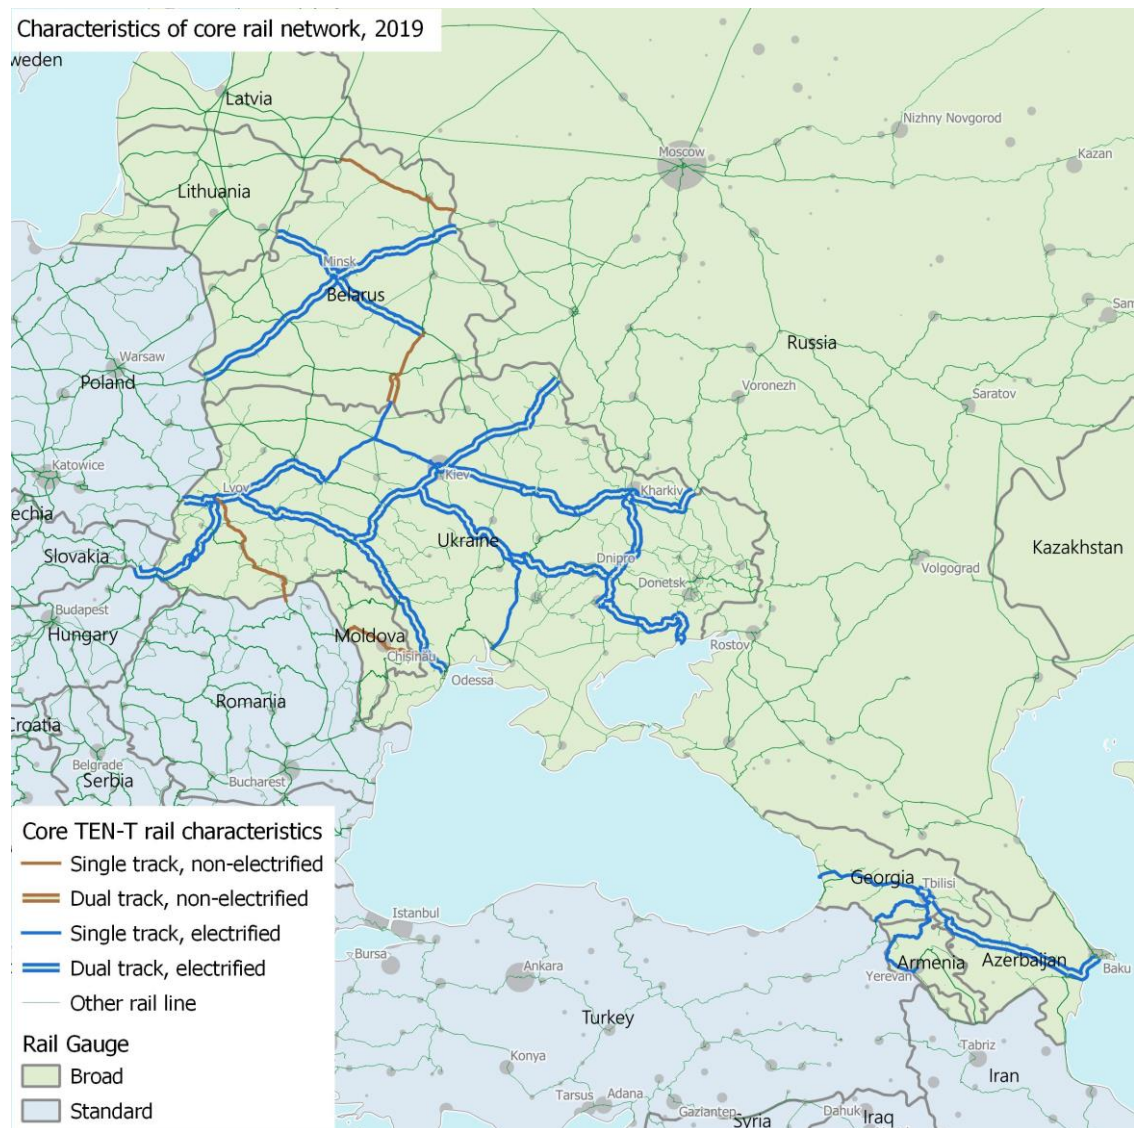 Characteristics of core rail network, 2019
weden
Latvia
Nizhny Novgorod
Moscow
Kazan
Lithuania
Minsk
Belarus
Sam
Russia
Warsaw
Poland
Voronezh
Saratov
Katowice
Lvov
Kiev
Kharkiv
echia
Ukraine
Slovakia
Kazakhstan
Dnipro
Volgograd
Donetsk
Budapest
Hungary
Moldova
Rostov
Chisinau
Odessa
Romania
Croatia
Belgrade
Serbia
Bucharest
Core TEN-T rail characteristics
Single track, non-electrified
Dual track, non-electrified
Single track, electrified
Dual track, electrified
Other rail line
Rail Gauge
Broad
Standard
Georgia
Tbilisi
Istanbul
Bursa
Ankara
Armenia
Azerbaijan
Baku
Yerevan
Turkey
Tabriz
Konya
Iran
Tarsus
Adana
Gaziantep
Dahuk
Syria
Iraq